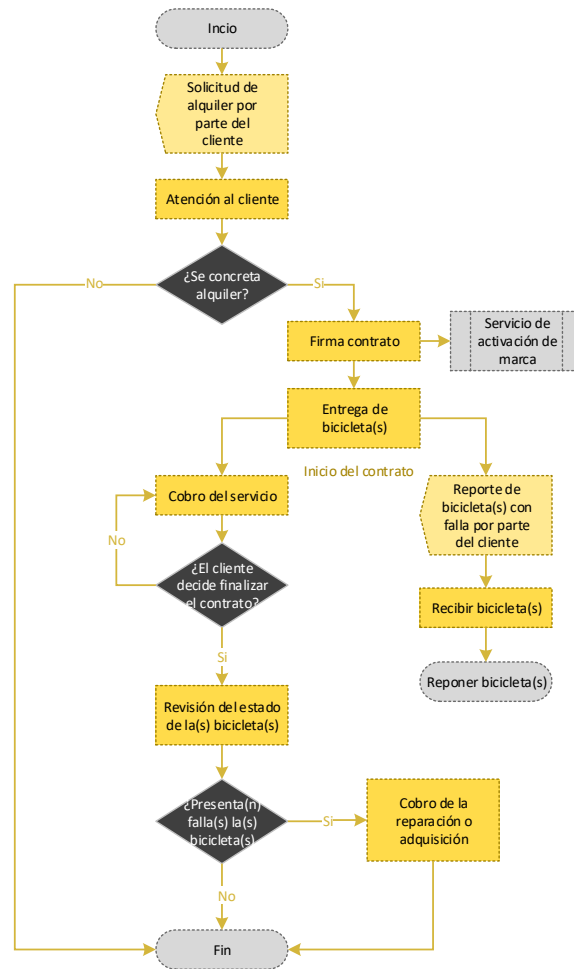 Incio
Solicitud de
alquiler por
parte del
cliente
Atención al cliente
¿Se concreta
alquiler?
No
Si
Firma contrato
Servicio de
activación de
marca
Entrega de
bicicleta(s)
Inicio del contrato
Cobro del servicio
Reporte de
bicicleta(s) con
falla por parte
del cliente
No
¿El cliente
decide finalizar
el contrato?
Recibir bicicleta(s)
Si
Reponer bicicleta(s)
Revisión del estado
de la(s) bicicleta(s)
¿Presenta(n)
falla(s) la(s)
bicicleta(s)
Si
Cobro de la
reparación o
adquisición
No
Fin